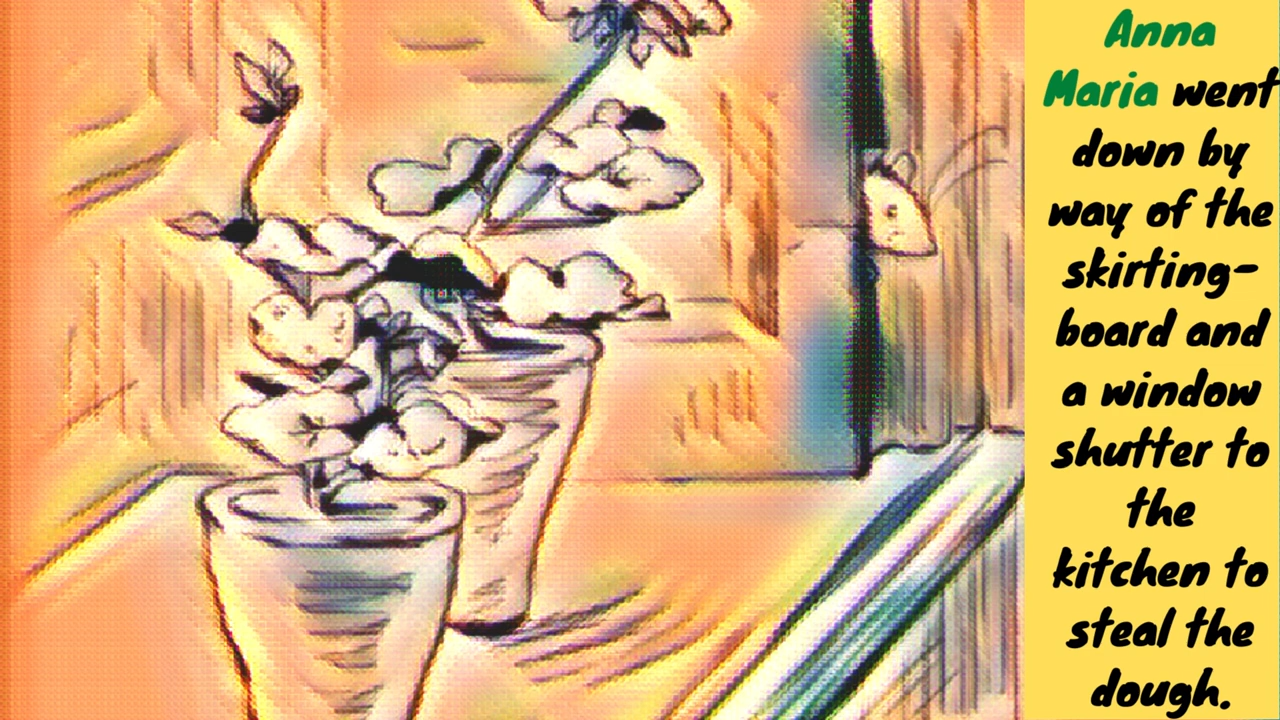 Anna
Maria went
down by
way of the
skirting-
board and
a window
shutter to
the
kitchen to
steal the
dough.